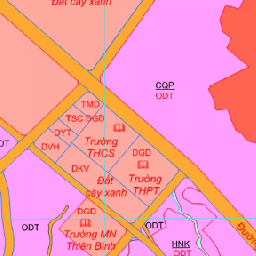 Đất
cây xanh
CQP
ODT
TMD
TSC DGD
DYT
Trường
THCS
DVH
DGD
DKV
Trường
THPT
Đất
cây xanh
DGD
ODT
ODT
Trường MN
Thiên Bình
HNK
ODT
Đường